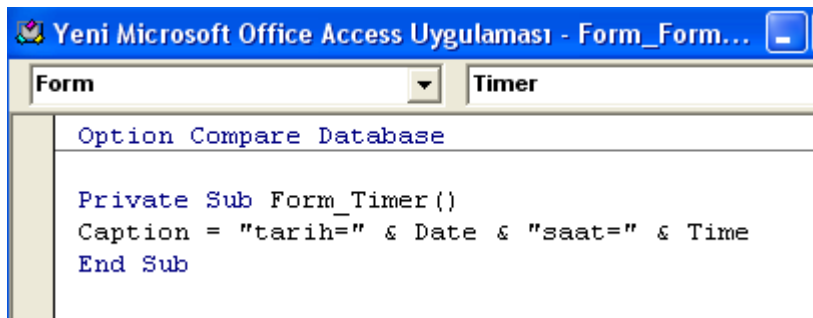 Yeni Microsoft Office Access Uygulaması - Form_Form...
Form Timer
Option Compare Database
Private Sub Form_Timer()
Caption = "tarih=" & Date & "saat=" & Time
End Sub